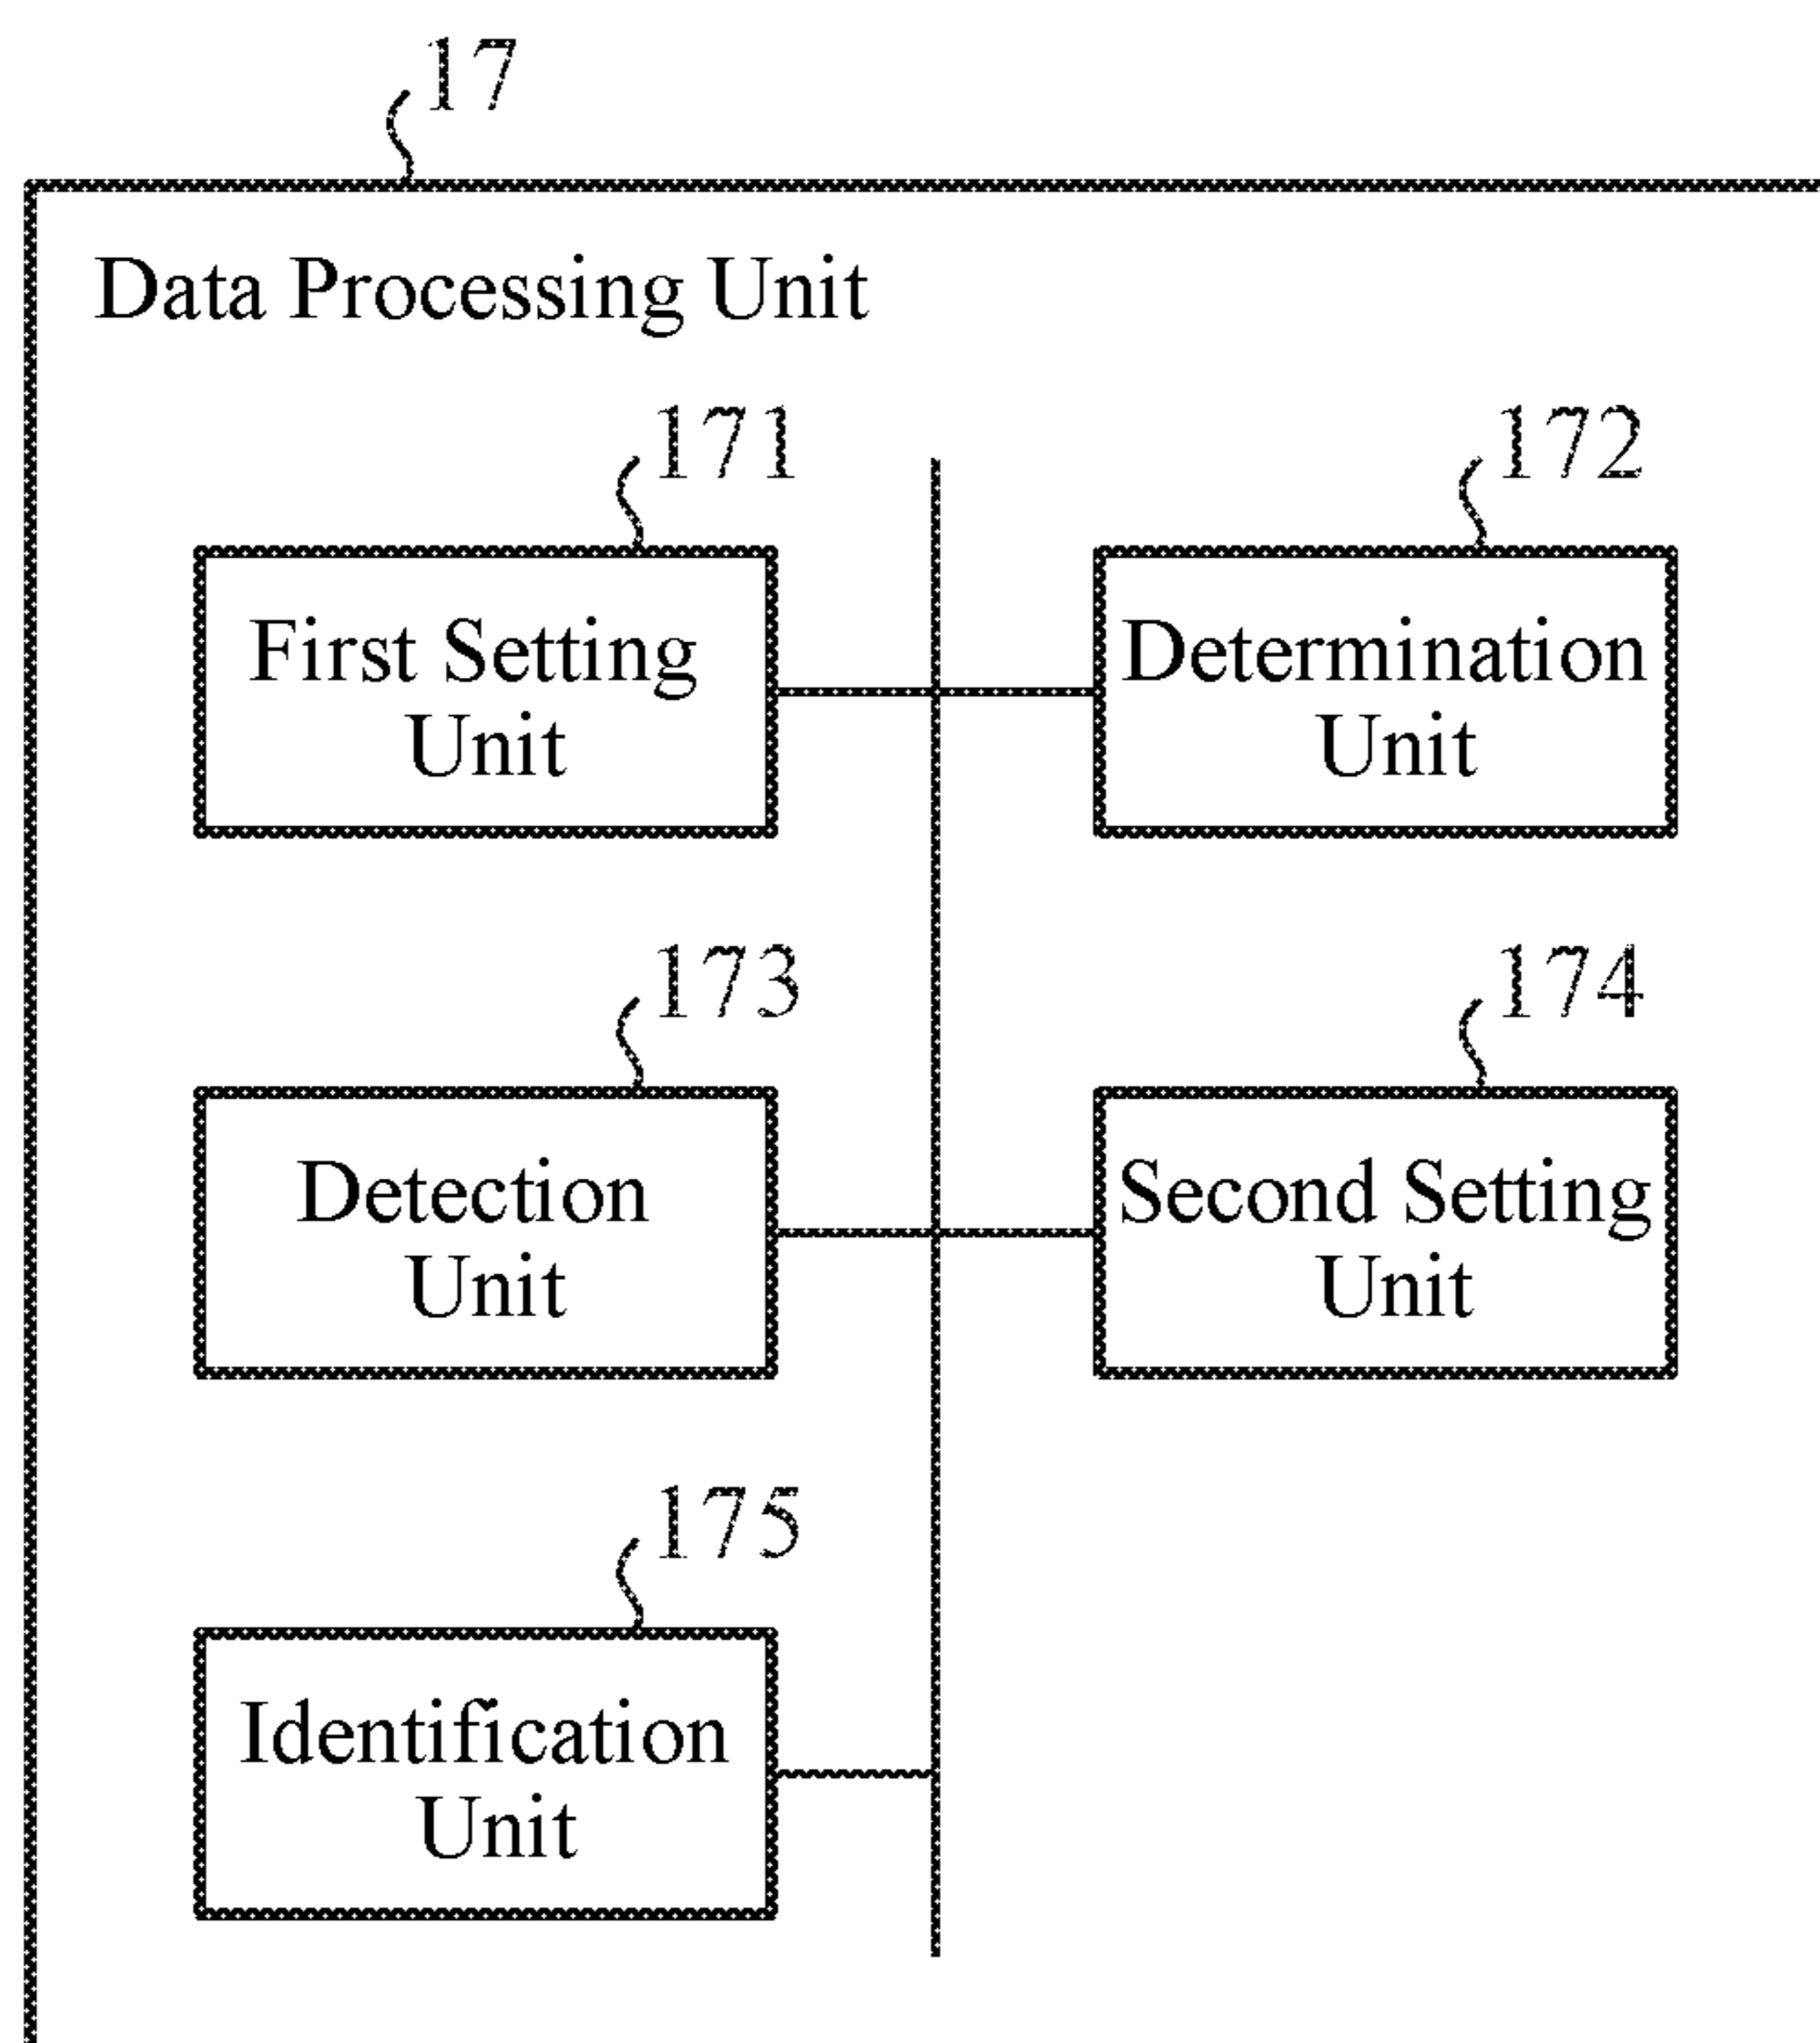 17
Data Processing Unit
171
172
First Setting
Unit
Determination
Unit
173
174
Detection
Unit
Second Setting
Unit
175
Identification
Unit